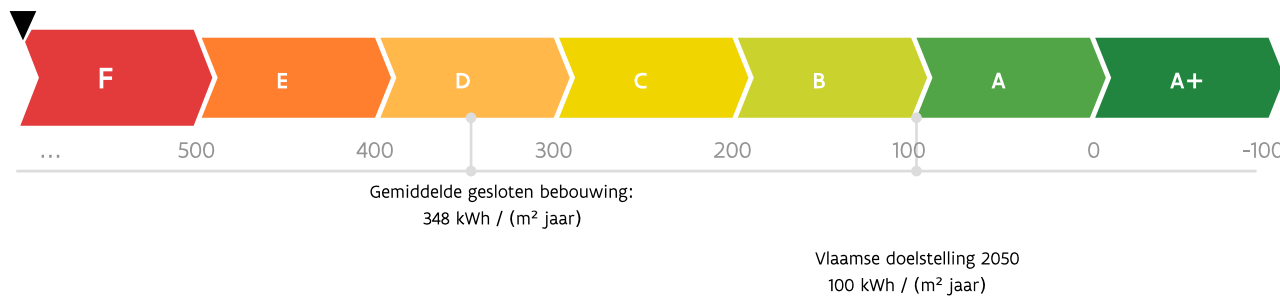 F E D C B A A+
... 500 400 300 200 100 0 -100
Gemiddelde gesloten bebouwing:
348 kWh / (m² jaar)
Vlaamse doelstelling 2050
100 kWh / (m² jaar)